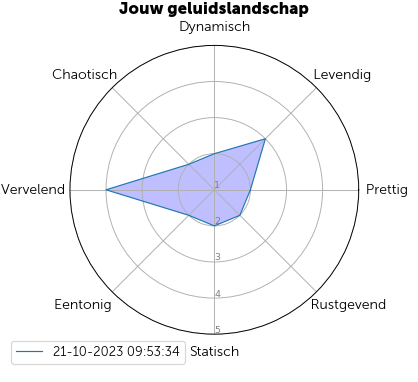 Jouw geluidslandschap
Dynamisch
Chaotisch
Levendig
Vervelend
Prettig
1
2
3
4
5
Eentonig
Rustgevend
Statisch
21-10-2023 09:53:34